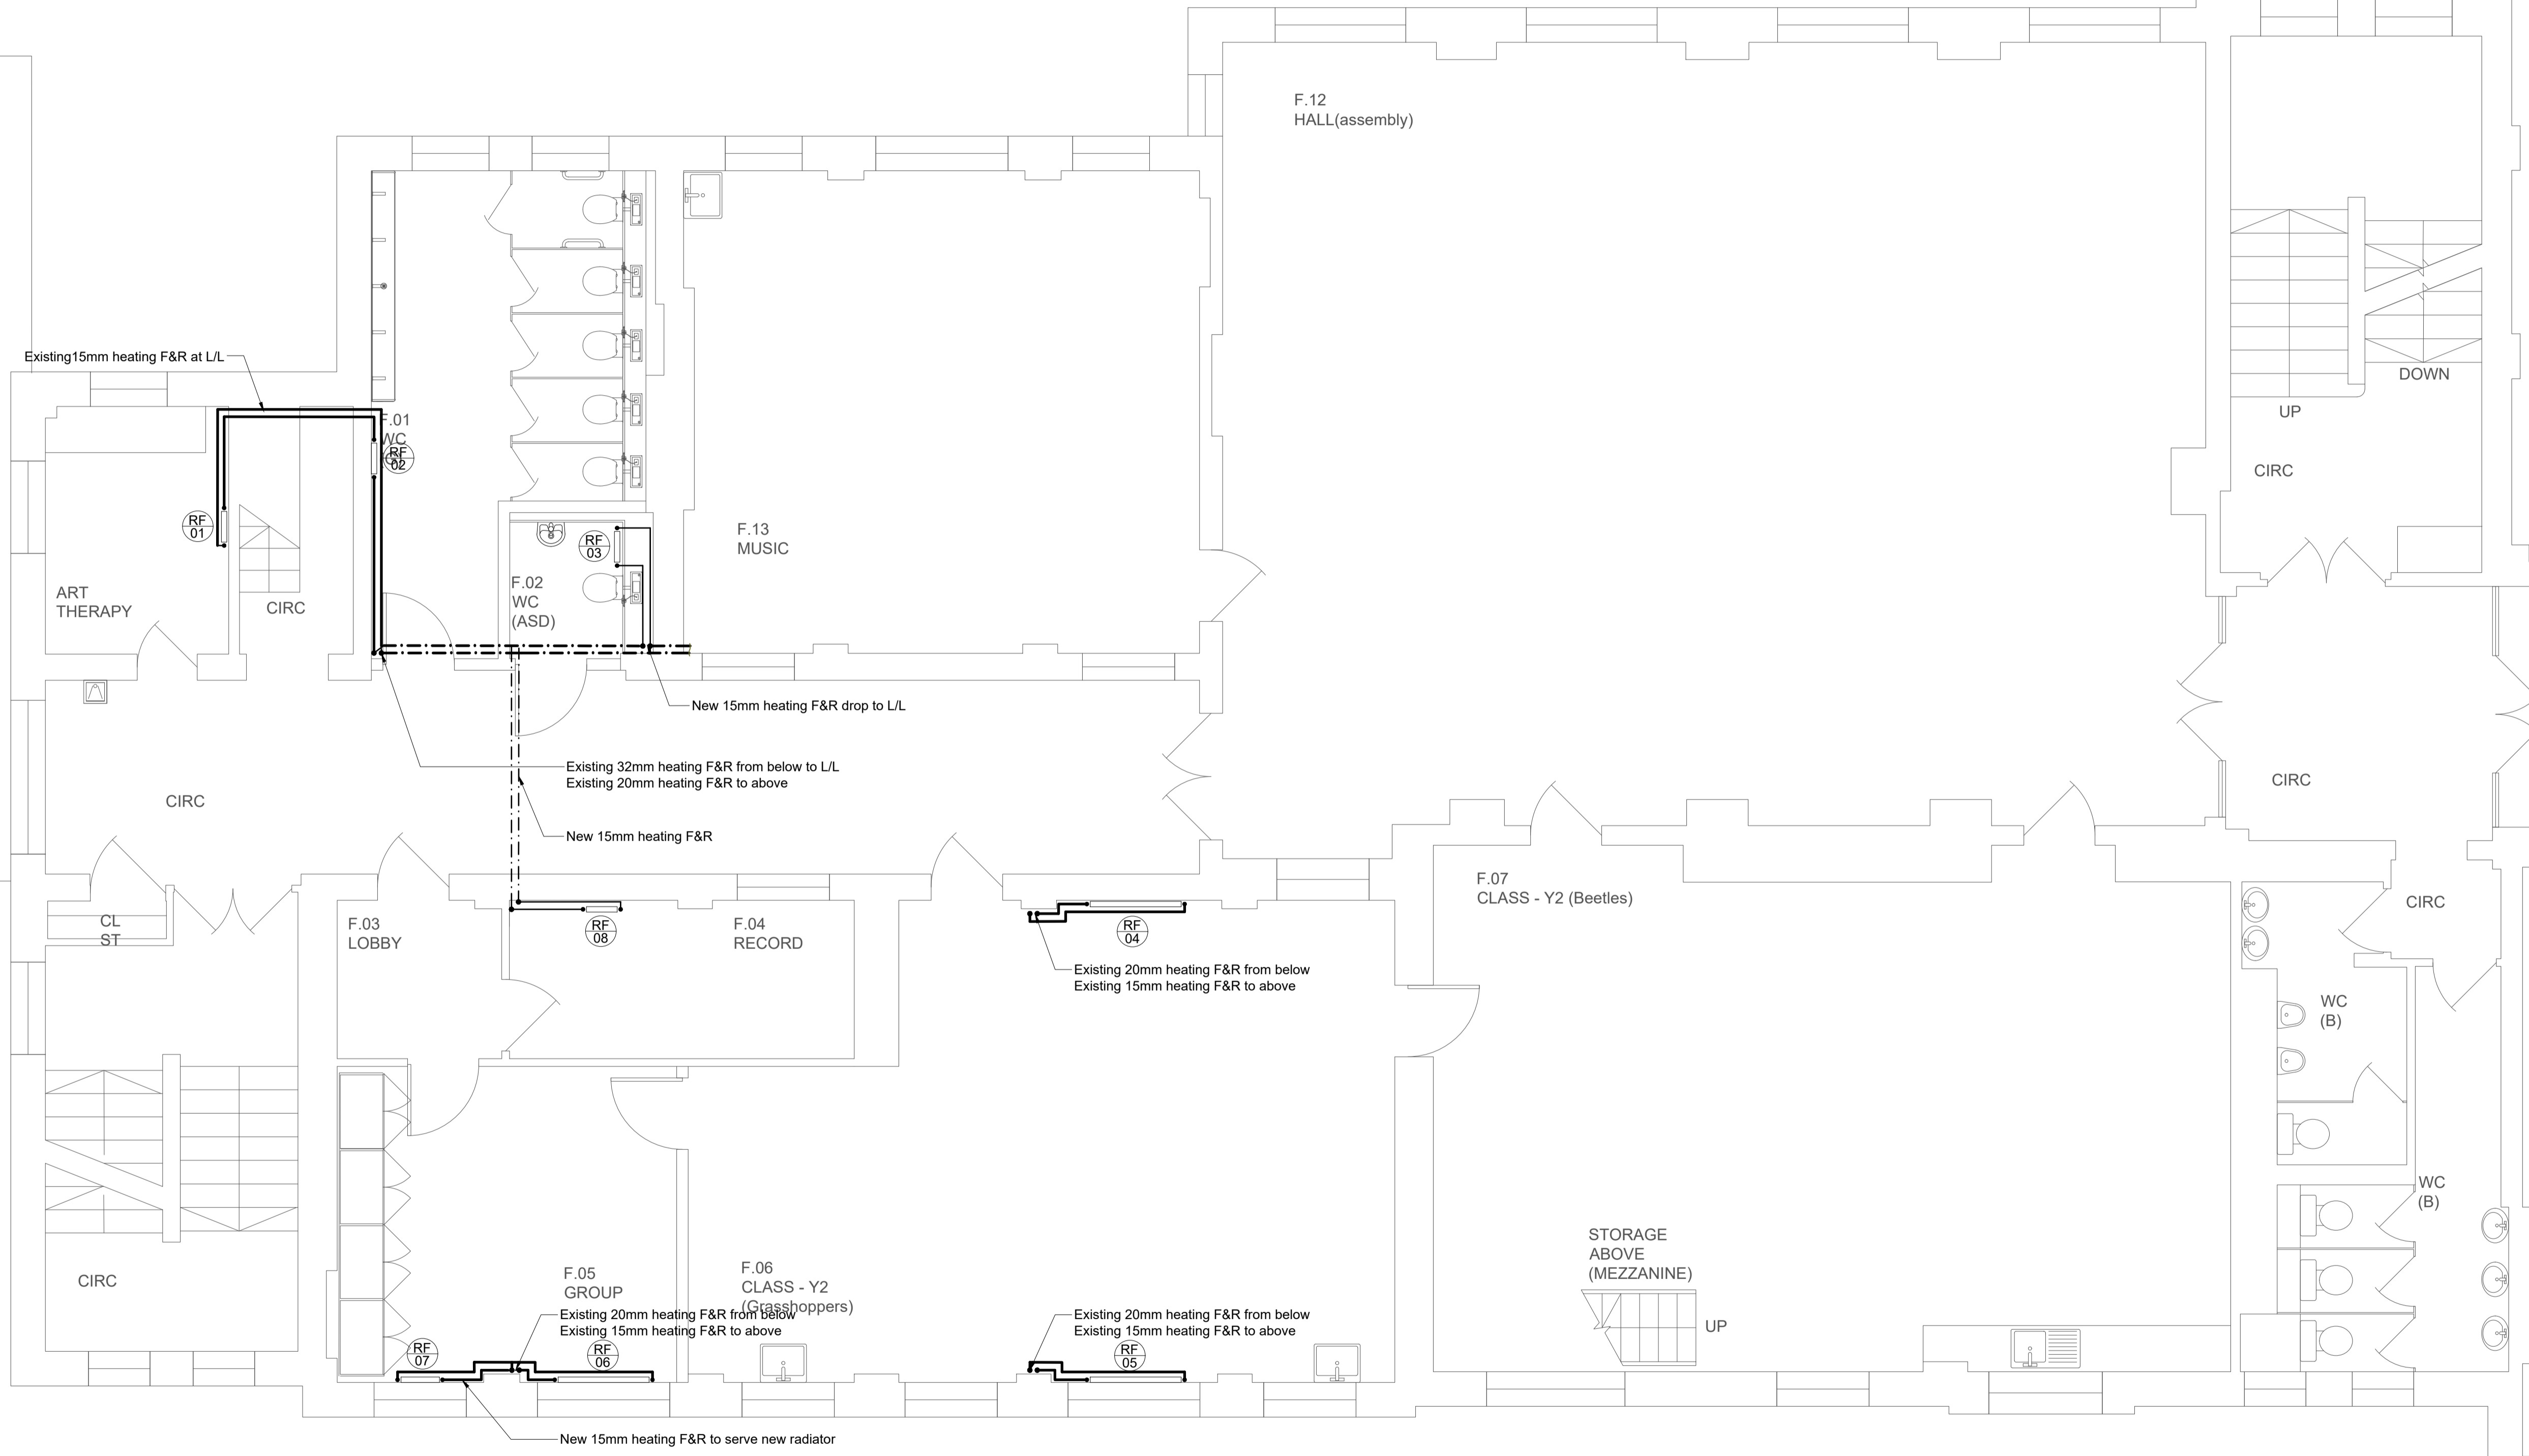 F.12
HALL(assembly)
Existing15mm heating F&R at L/L
DOWN
UP
F.01
WC
RF
02
CIRC
RF
01
F.13
MUSIC
RF
03
F.02
WC
(ASD)
ART
THERAPY
CIRC
New 15mm heating F&R drop to L/L
Existing 32mm heating F&R from below to L/L
Existing 20mm heating F&R to above
CIRC
CIRC
New 15mm heating F&R
F.07
CLASS - Y2 (Beetles)
CIRC
CL
ST
F.03
LOBBY
RF
08
F.04
RECORD
RF
04
Existing 20mm heating F&R from below
Existing 15mm heating F&R to above
WC
(B)
WC
(B)
STORAGE
ABOVE
(MEZZANINE)
CIRC
F.05
GROUP
F.06
CLASS - Y2
(Grasshoppers)
Existing 20mm heating F&R from below
Existing 15mm heating F&R to above
Existing 20mm heating F&R from below
Existing 15mm heating F&R to above
UP
RF
07
RF
06
RF
05
New 15mm heating F&R to serve new radiator